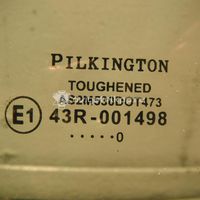 PILKINGTON
TOUGHENED
AS2M530DOT473
E1 43R-001498
.....0